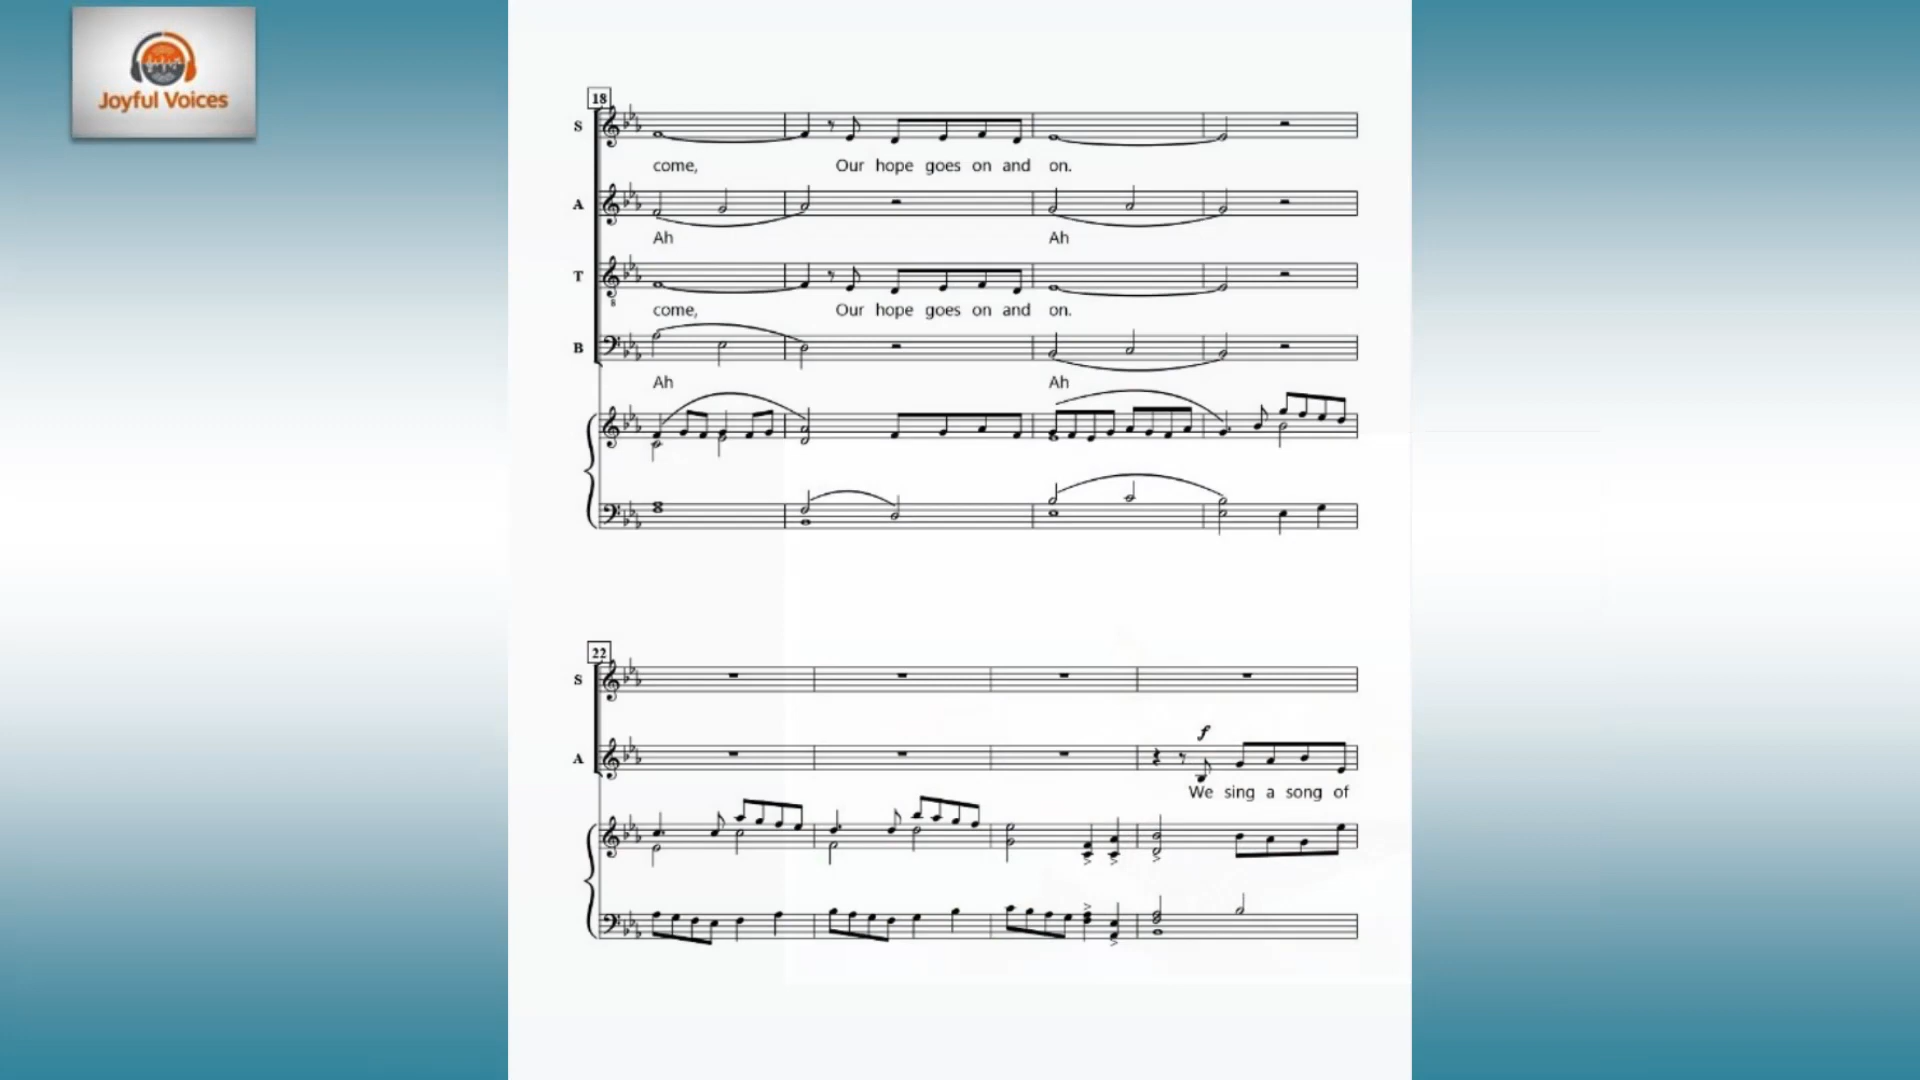 Joyful Voices
18
S
come, Our hope goes on and on.
A
Ah Ah
T
8
come, Our hope goes on and on.
B
Ah Ah
22
S
f
A
We sing a song of